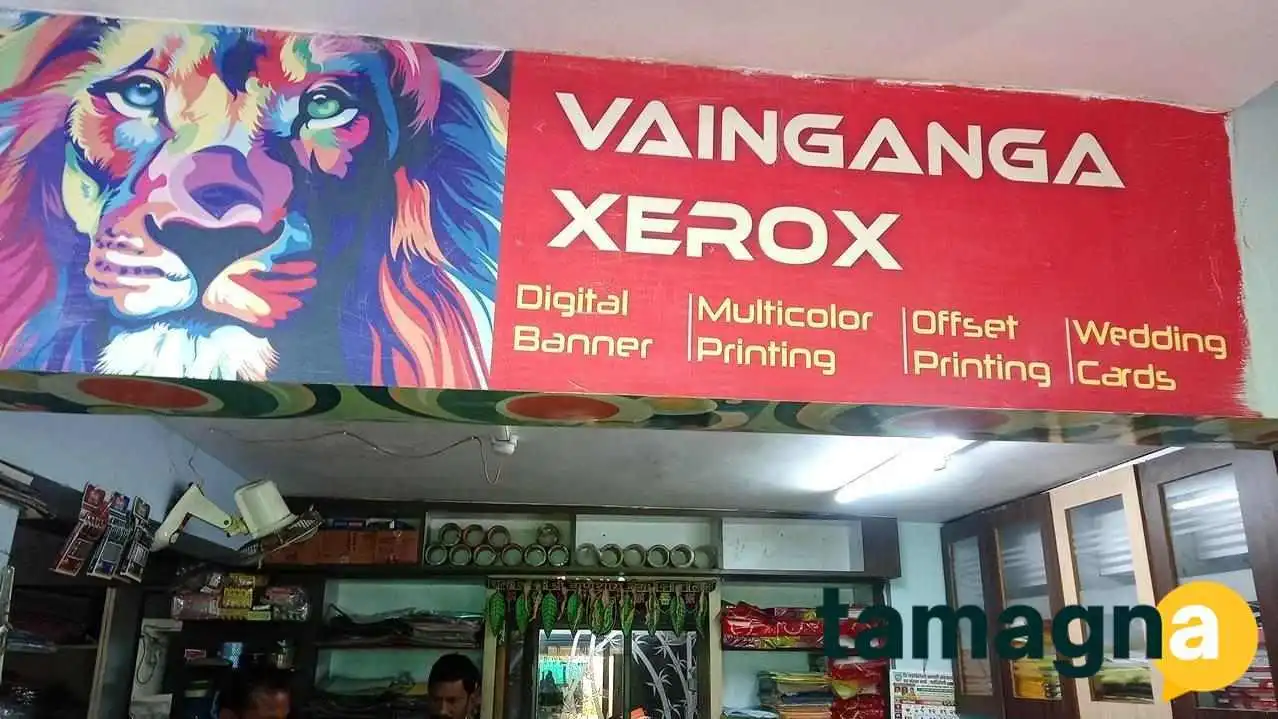 VAINGANGA
XEROX
Digital
Banner
Multicolor
Printing
Offset
Printing
Wedding
Cards
tamagna